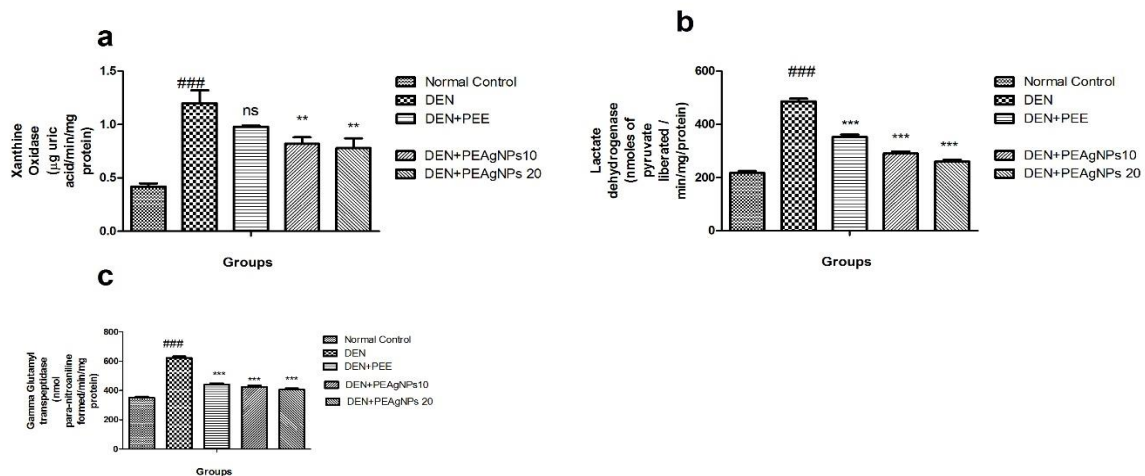 a
Xanthine
Oxidase
(μg uric
acid/min/mg
protein)
1.5
1.0
0.5
0.0
###
ns
**
**
Groups
Normal Control
DEN
DEN+PEE
DEN+PEAgNPs10
DEN+PEAgNPs 20
b
Lactate
dehydrogenase
(nmoles of
pyruvate
liberated /
min/mg/protein)
600
400
200
0
###
***
***
***
Groups
Normal Control
DEN
DEN+PEE
DEN+PEAgNPs10
DEN+PEAgNPs 20
c
Gamma Glutamyl
transpeptidase
(nmol
para-nitroaniline
formed/min/mg
protein)
800
600
400
200
0
###
***
***
***
Groups
Normal Control
DEN
DEN+PEE
DEN+PEAgNPs10
DEN+PEAgNPs 20